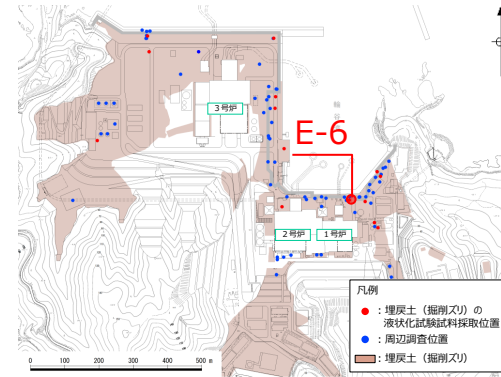 3号炉
E-6
2号炉
1号炉
凡例
：埋戻土（掘削ズリ）の
液状化試験試料採取位置
：周辺調査位置
：埋戻土（掘削ズリ）
0 100 200 300 400 500 m